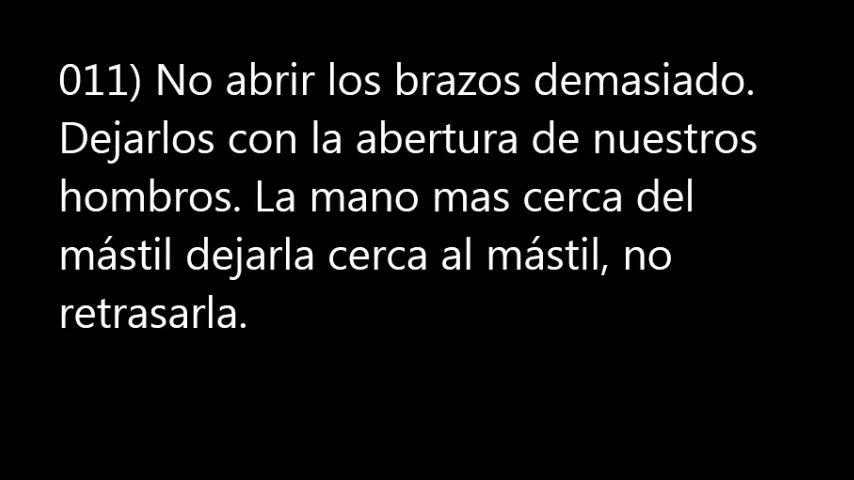 011) No abrir los brazos demasiado.
Dejarlos con la abertura de nuestros
hombros. La mano mas cerca del
mástil dejarla cerca al mástil, no
retrasarla.